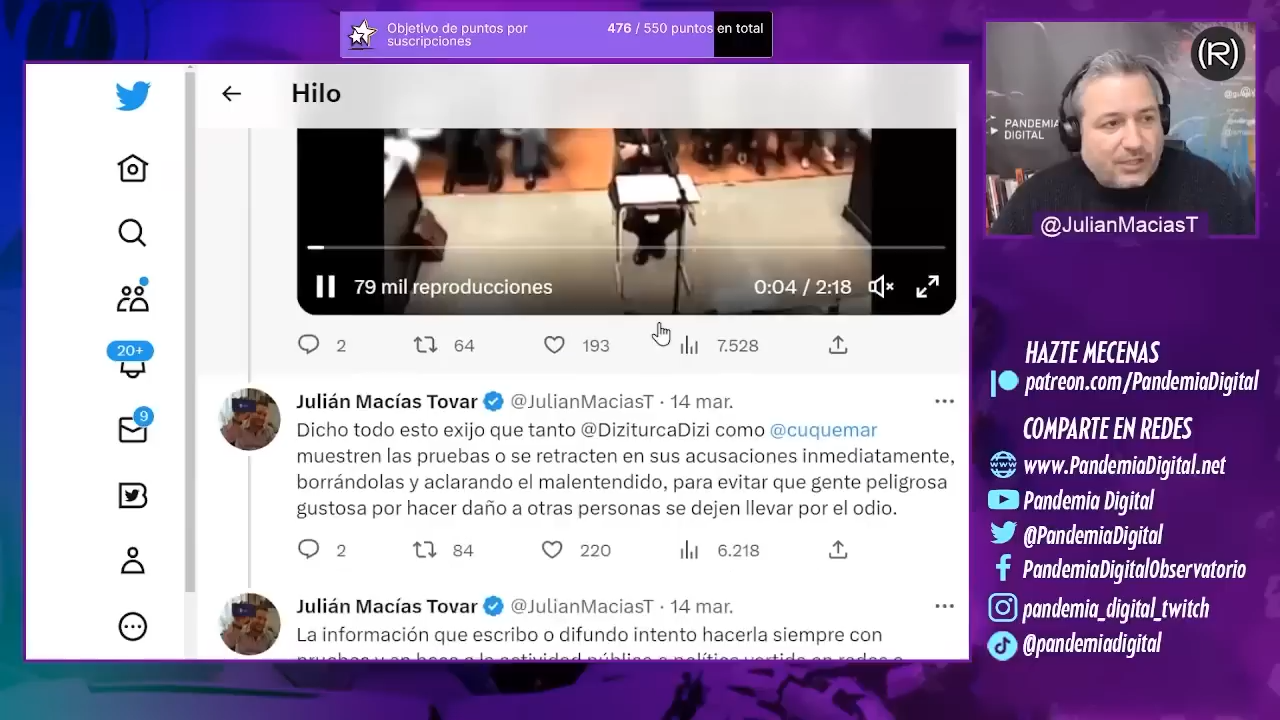 Objetivo de puntos por
suscripciones
476 / 550 puntos en total
Hilo
79 mil reproducciones
0:04 / 2:18
2
64
193
7.528
20+
9
Julián Macías Tovar @JulianMaciasT · 14 mar.
Dicho todo esto exijo que tanto @DiziturcaDizi como @cuquemar
muestren las pruebas o se retracten en sus acusaciones inmediatamente,
borrándolas y aclarando el malentendido, para evitar que gente peligrosa
gustosa por hacer daño a otras personas se dejen llevar por el odio.
2
84
220
6.218
Julián Macías Tovar @JulianMaciasT · 14 mar.
La información que escribo o difundo intento hacerla siempre con
(R)
PANDEMIA
DIGITAL
@JulianMaciasT
HAZTE MECENAS
patreon.com/PandemiaDigital
COMPARTE EN REDES
www.PandemiaDigital.net
Pandemia Digital
@PandemiaDigital
PandemiaDigitalObservatorio
pandemia_digital_twitch
@pandemiadigital